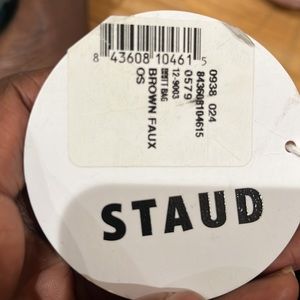 8 43608 10461 5
0938 024
843608104615
0579
12-9003
BAG
BROWN FAUX
OS
STAUD